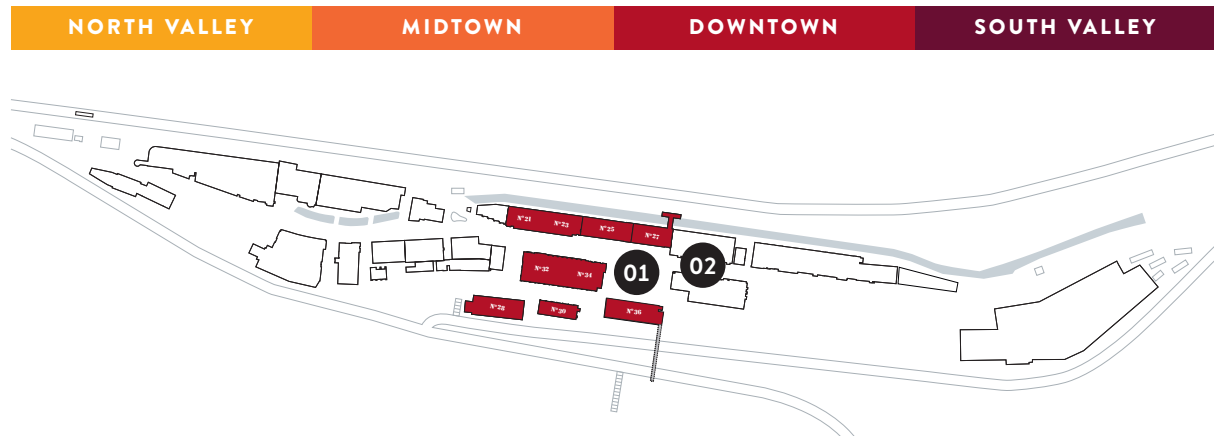 NORTH VALLEY MIDTOWN DOWNTOWN SOUTH VALLEY
Nº21 Nº23 Nº25 Nº27
Nº32 Nº34 01 02
Nº28 Nº30 Nº36